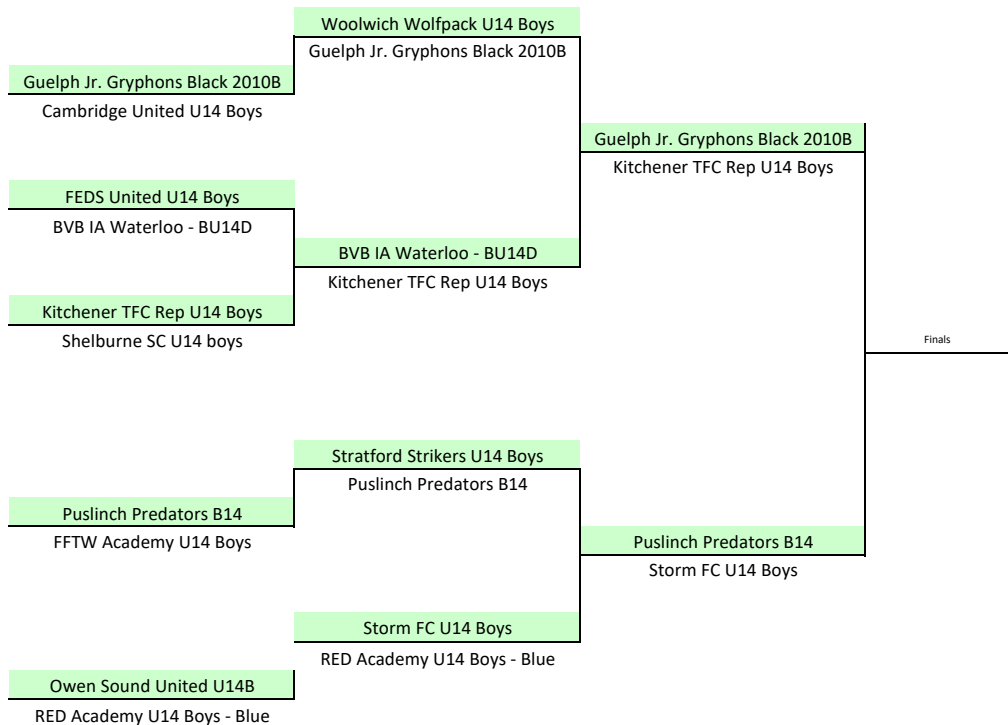 Woolwich Wolfpack U14 Boys
Guelph Jr. Gryphons Black 2010B
Guelph Jr. Gryphons Black 2010B
Cambridge United U14 Boys
Guelph Jr. Gryphons Black 2010B
Kitchener TFC Rep U14 Boys
FEDS United U14 Boys
BVB IA Waterloo - BU14D
BVB IA Waterloo - BU14D
Kitchener TFC Rep U14 Boys
Kitchener TFC Rep U14 Boys
Shelburne SC U14 boys
Finals
Stratford Strikers U14 Boys
Puslinch Predators B14
Puslinch Predators B14
FFTW Academy U14 Boys
Puslinch Predators B14
Storm FC U14 Boys
Storm FC U14 Boys
RED Academy U14 Boys - Blue
Owen Sound United U14B
RED Academy U14 Boys - Blue